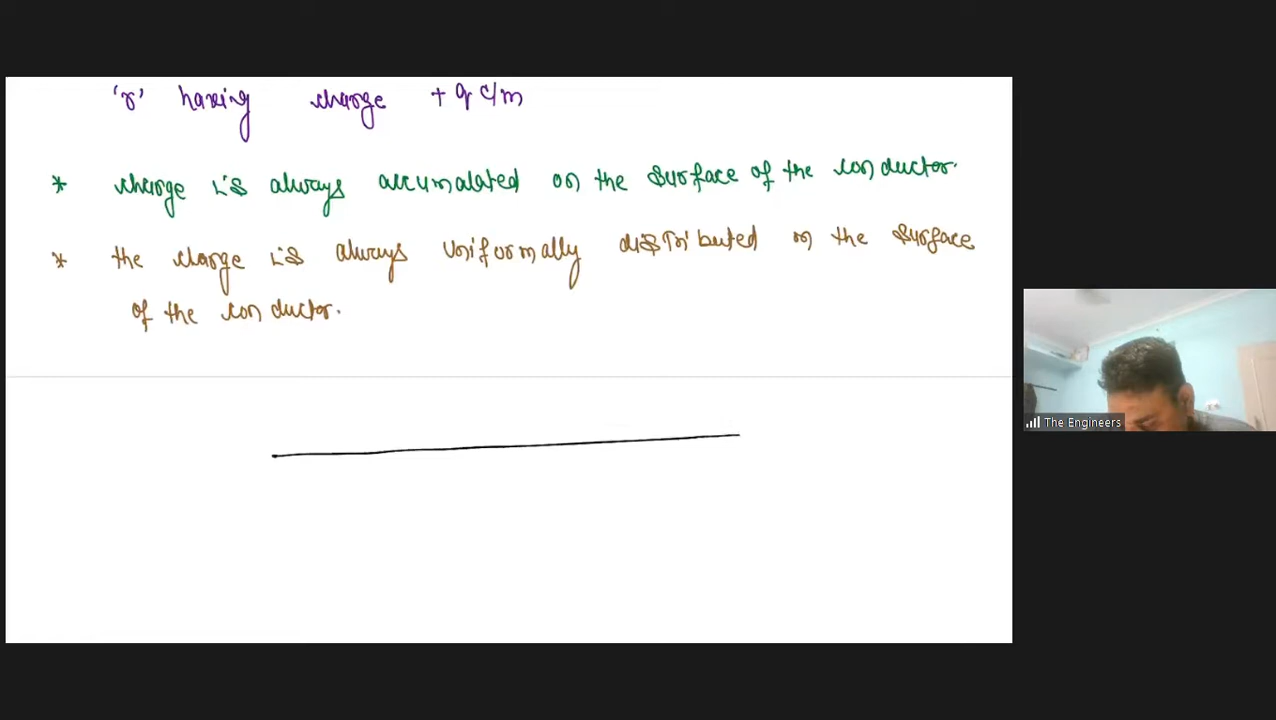 'r' having charge + q c/m
* charge is always accumalated on the surface of the conductor.
* the charge is always uniformally distributed on the surface
of the conductor.
The Engineers